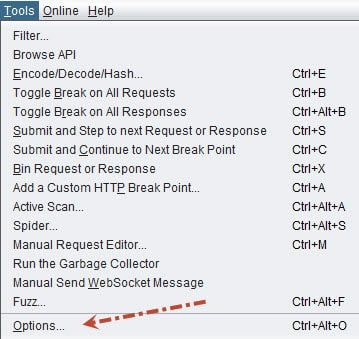 Tools Online Help
Filter...
Browse API
Encode/Decode/Hash... Ctrl+E
Toggle Break on All Requests Ctrl+B
Toggle Break on All Responses Ctrl+Alt+B
Submit and Step to next Request or Response Ctrl+S
Submit and Continue to Next Break Point Ctrl+C
Bin Request or Response Ctrl+X
Add a Custom HTTP Break Point... Ctrl+Alt+A
Active Scan... Ctrl+Alt+A
Spider... Ctrl+Alt+S
Manual Request Editor... Ctrl+M
Run the Garbage Collector
Manual Send WebSocket Message
Fuzz... Ctrl+Alt+F
Options... Ctrl+Alt+O